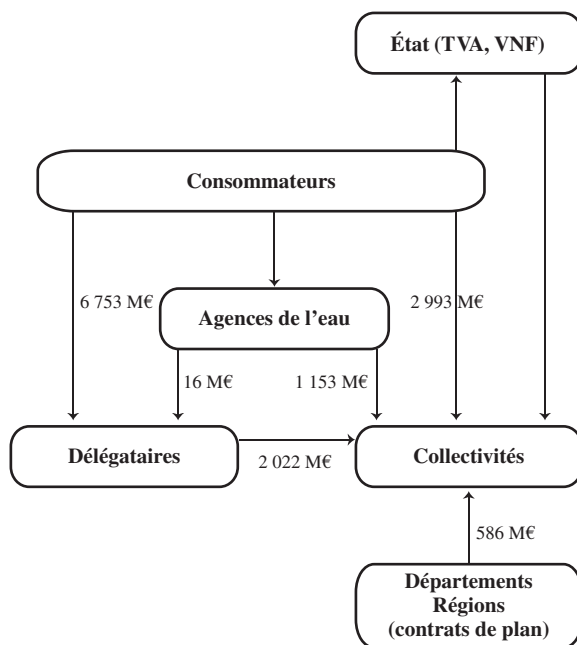 État (TVA, VNF)
Consommateurs
6 753 M€
2 993 M€
Agences de l’eau
16 M€
1 153 M€
Délégataires
Collectivités
2 022 M€
586 M€
Départements
Régions
(contrats de plan)